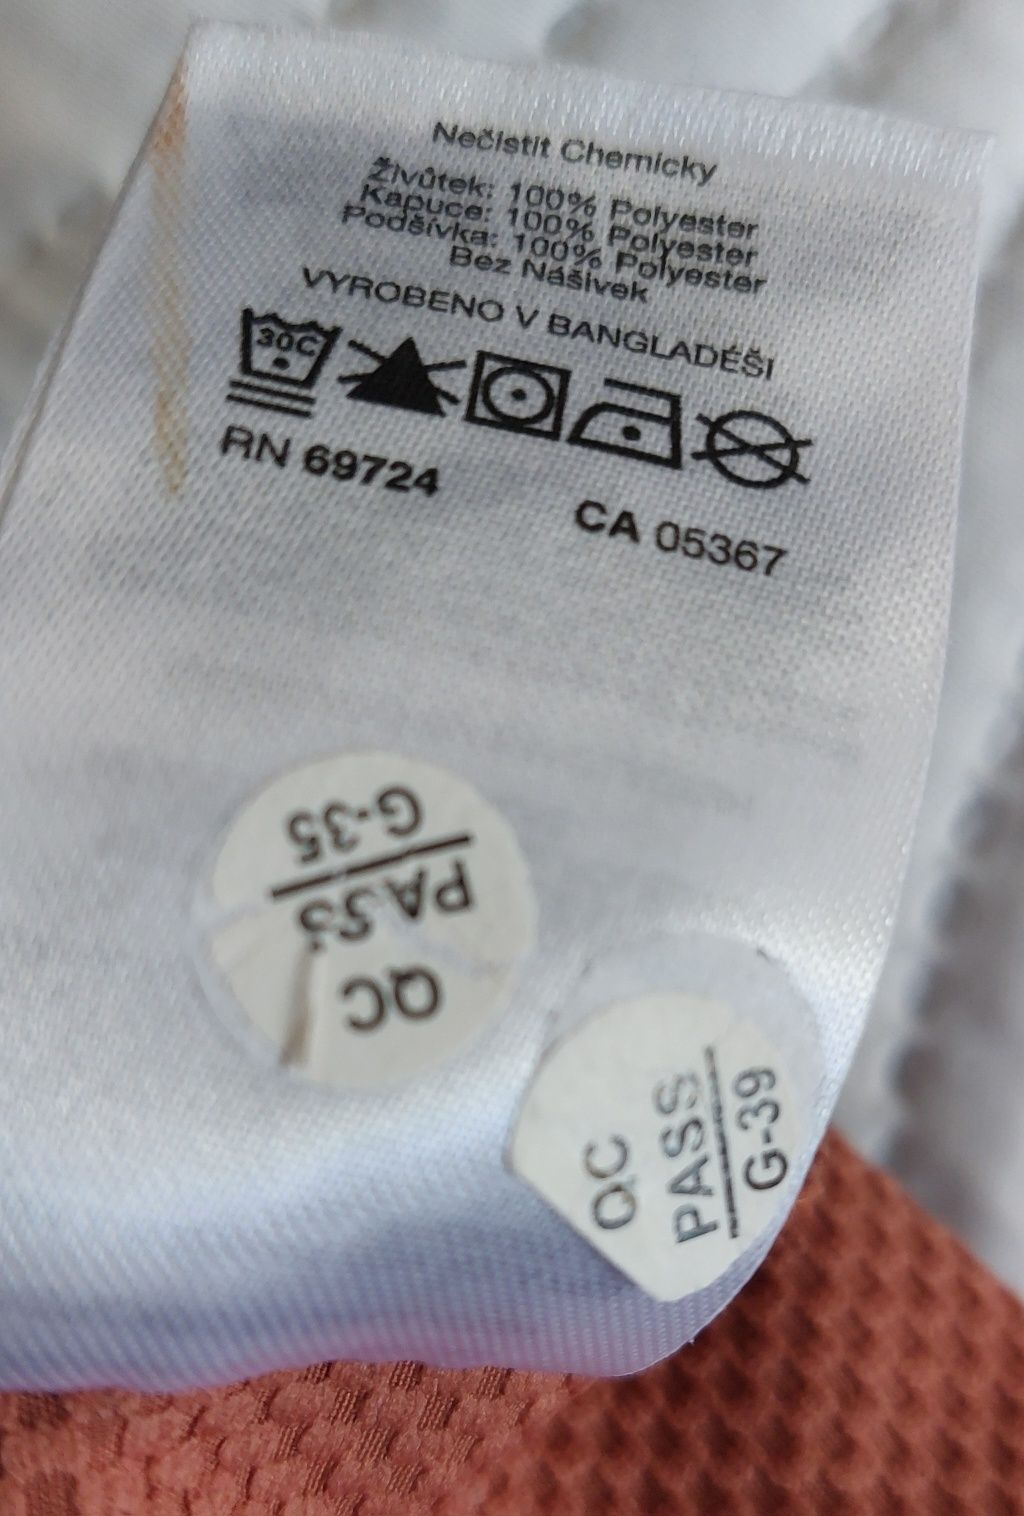 Nečistit Chemicky
Živůtek: 100% Polyester
Kapuce: 100% Polyester
Podšívka: 100% Polyester
Bez Nášivek
VYROBENO V BANGLADÉŠI
30C
RN 69724
CA 05367
QC
PASS
G-35
QC
PASS
G-39